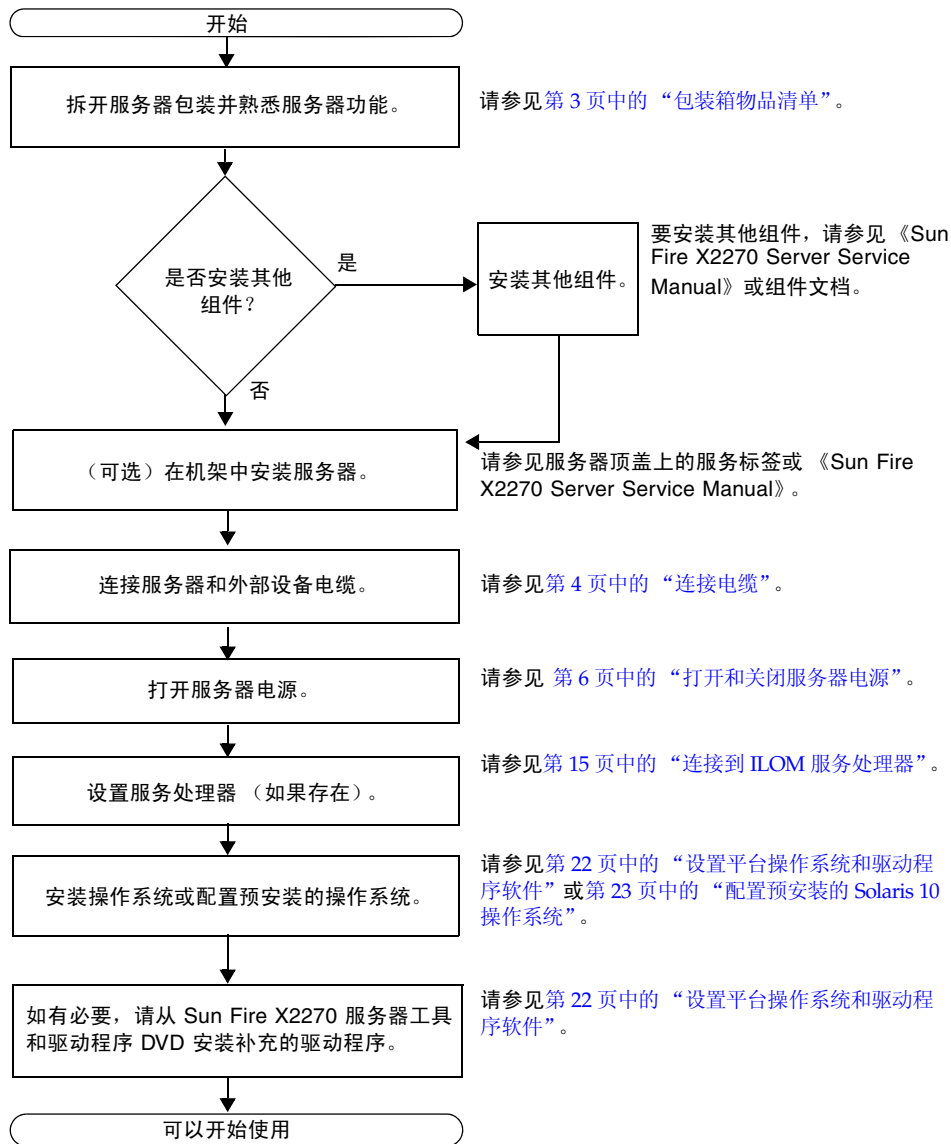 开始
拆开服务器包装并熟悉服务器功能。
请参见第 3 页中的 “包装箱物品清单”。
是否安装其他
组件？
是
安装其他组件。
要安装其他组件，请参见 《Sun
Fire X2270 Server Service
Manual》或组件文档。
否
（可选）在机架中安装服务器。
请参见服务器顶盖上的服务标签或 《Sun Fire
X2270 Server Service Manual》。
连接服务器和外部设备电缆。
请参见第 4 页中的 “连接电缆”。
打开服务器电源。
请参见 第 6 页中的 “打开和关闭服务器电源”。
设置服务处理器 （如果存在）。
请参见第 15 页中的 “连接到 ILOM 服务处理器”。
安装操作系统或配置预安装的操作系统。
请参见第 22 页中的 “设置平台操作系统和驱动程
序软件”或第 23 页中的 “配置预安装的 Solaris 10
操作系统”。
如有必要，请从 Sun Fire X2270 服务器工具
和驱动程序 DVD 安装补充的驱动程序。
请参见第 22 页中的 “设置平台操作系统和驱动程
序软件”。
可以开始使用